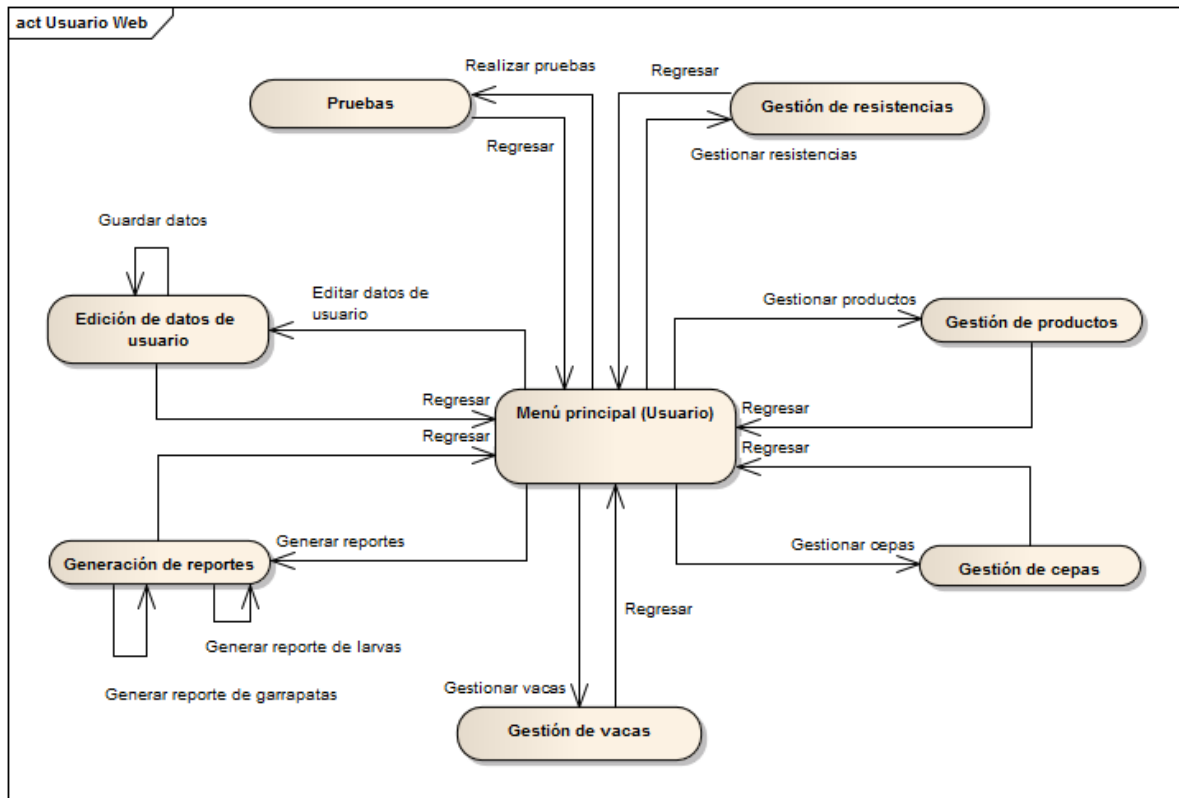 act Usuario Web
Realizar pruebas
Regresar
Pruebas
Gestión de resistencias
Regresar
Gestionar resistencias
Guardar datos
Editar datos de
usuario
Gestionar productos
Edición de datos de
usuario
Gestión de productos
Regresar
Menú principal (Usuario)
Regresar
Regresar
Regresar
Generar reportes
Gestionar cepas
Generación de reportes
Gestión de cepas
Regresar
Generar reporte de larvas
Generar reporte de garrapatas
Gestionar vacas
Gestión de vacas